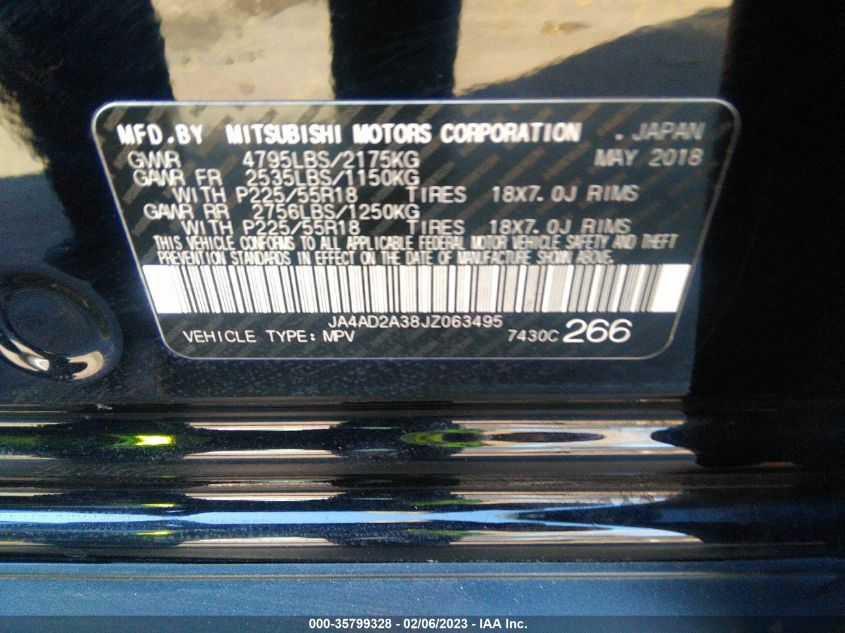 MFD.BY MITSUBISHI MOTORS CORPORATION . JAPAN
GVWR 4795LBS/2175KG MAY 2018
GAWR FR 2535LBS/1150KG
WITH P225/55R18 TIRES 18X7.0J RIMS
GAWR RR 2756LBS/1250KG
WITH P225/55R18 TIRES 18X7.0J RIMS
THIS VEHICLE CONFORMS TO ALL APPLICABLE FEDERAL MOTOR VEHICLE SAFETY AND THEFT
PREVENTION STANDARDS IN EFFECT ON THE DATE OF MANUFACTURE SHOWN ABOVE.
JA4AD2A38JZ063495
VEHICLE TYPE: MPV 7430C 266
000-35799328 - 02/06/2023 - © IAA Inc.